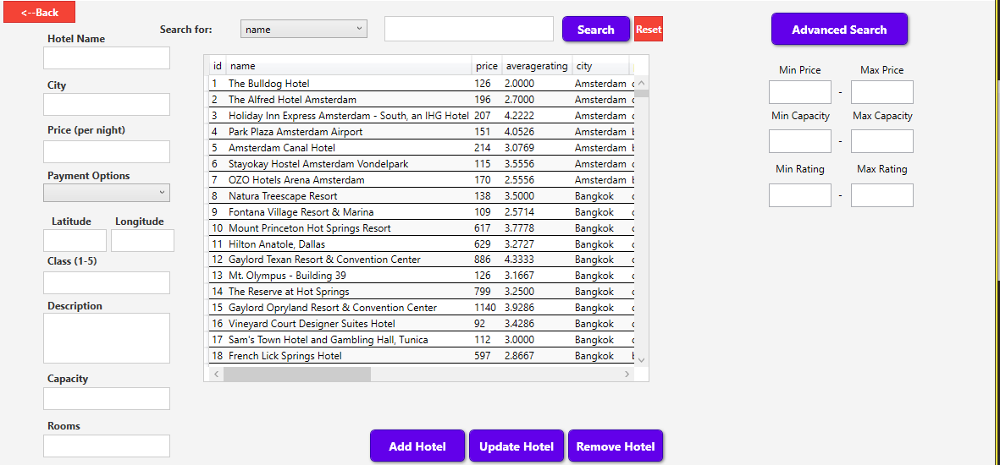 <--Back
Search for: name Search Reset
Advanced Search
Hotel Name
City
Price (per night)
Payment Options
Latitude Longitude
Class (1-5)
Description
Capacity
Rooms
id name price averagerating city
1 The Bulldog Hotel 126 2.0000 Amsterdam
2 The Alfred Hotel Amsterdam 196 2.7000 Amsterdam
3 Holiday Inn Express Amsterdam - South, an IHG Hotel 207 4.2222 Amsterdam
4 Park Plaza Amsterdam Airport 151 4.0526 Amsterdam
5 Amsterdam Canal Hotel 214 3.0769 Amsterdam
6 Stayokay Hostel Amsterdam Vondelpark 115 3.5556 Amsterdam
7 OZO Hotels Arena Amsterdam 170 2.5556 Amsterdam
8 Natura Treescape Resort 138 3.5000 Bangkok
9 Fontana Village Resort & Marina 109 2.5714 Bangkok
10 Mount Princeton Hot Springs Resort 617 3.7778 Bangkok
11 Hilton Anatole, Dallas 629 3.2727 Bangkok
12 Gaylord Texan Resort & Convention Center 886 4.3333 Bangkok
13 Mt. Olympus - Building 39 126 3.1667 Bangkok
14 The Reserve at Hot Springs 799 3.2500 Bangkok
15 Gaylord Opryland Resort & Convention Center 1140 3.9286 Bangkok
16 Vineyard Court Designer Suites Hotel 92 3.4286 Bangkok
17 Sam's Town Hotel and Gambling Hall, Tunica 112 3.0000 Bangkok
18 French Lick Springs Hotel 597 2.8667 Bangkok
Min Price Max Price
-
Min Capacity Max Capacity
-
Min Rating Max Rating
-
Add Hotel Update Hotel Remove Hotel